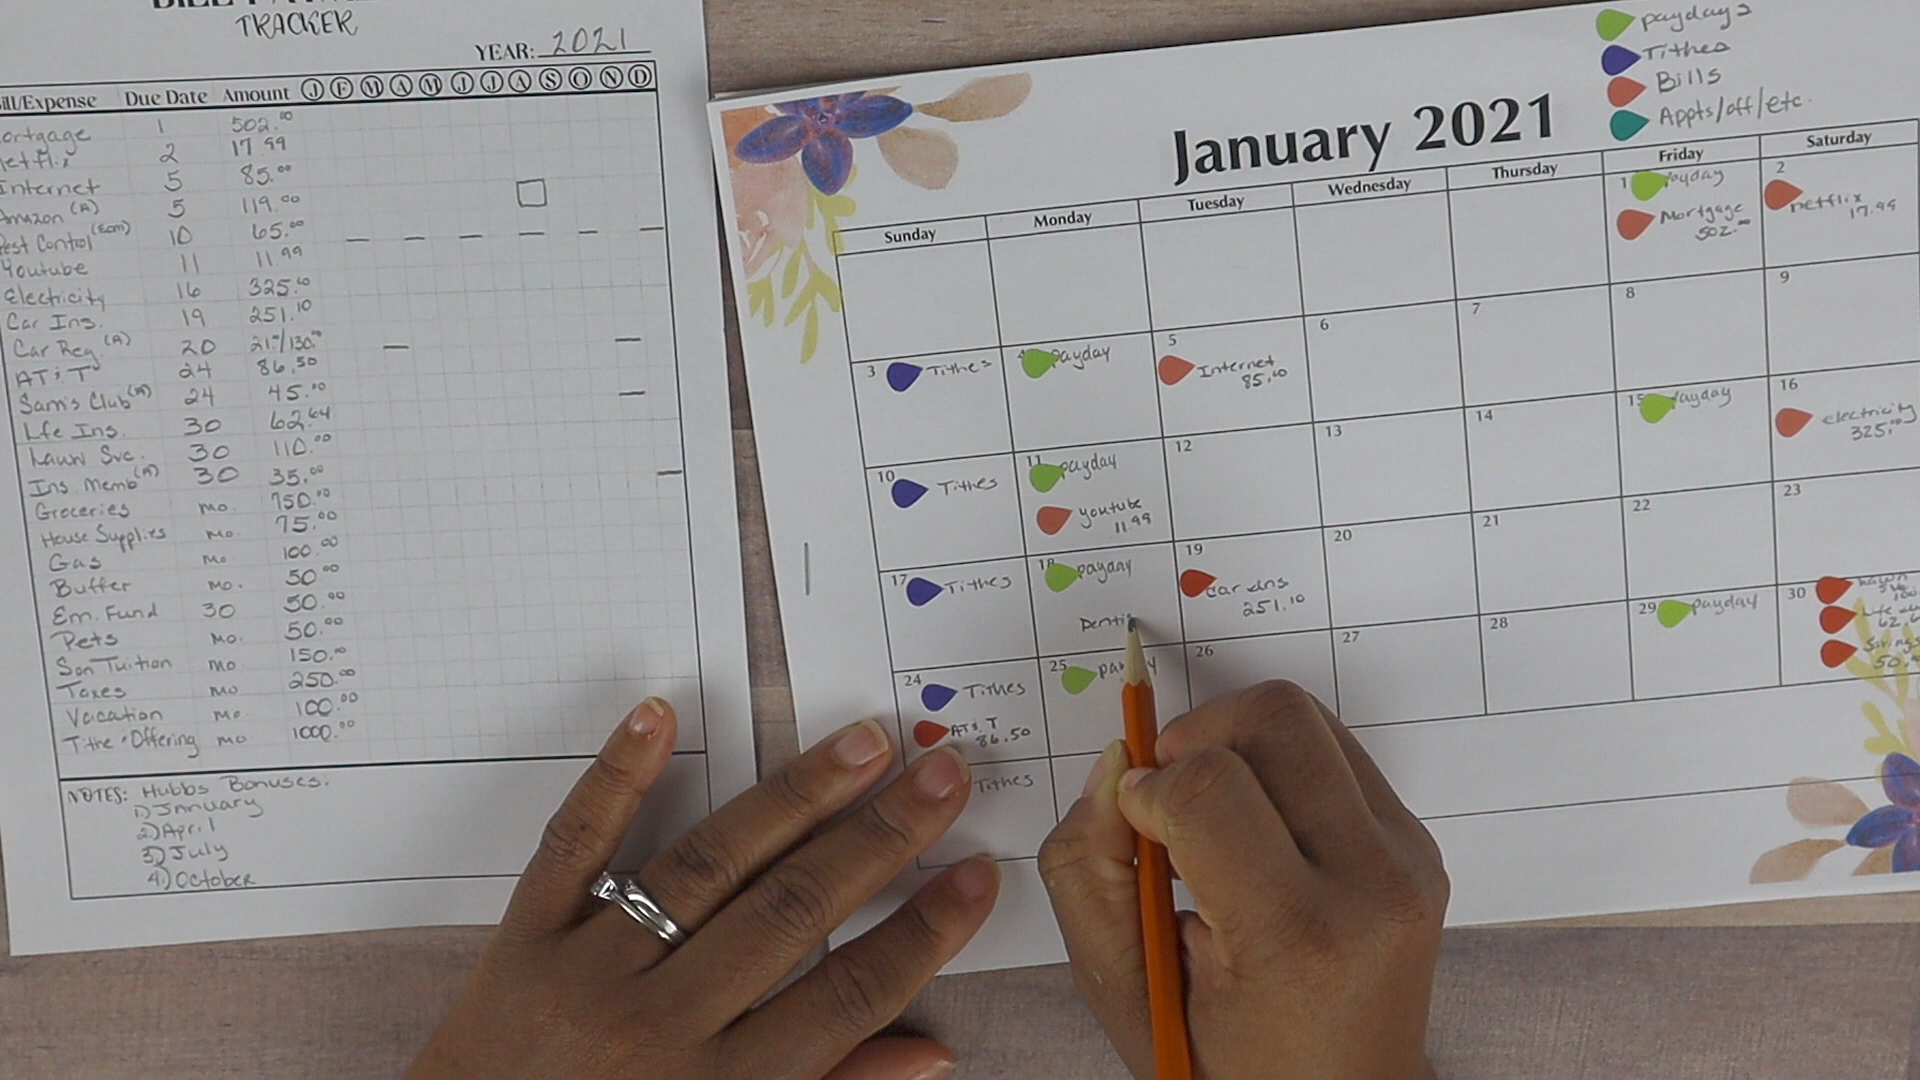 TRACKER
YEAR: 2021
Bill/Expense Due Date Amount J F M A M J J A S O N D
ortgage 1 502.00
etflix 2 17.99
Internet 5 85.00
Amazon (A) 5 119.00
Pest Control (Eom) 10 65.00
Youtube 11 11.99
Electricity 16 325.00
Car Ins. 19 251.10
Car Reg. (A) 20
AT&T 24 86.50
Sam's Club (A) 24 45.00
Life Ins. 30 62.64
Lawn Svc. 30 110.00
Ins. Memb (A) 30 35.00
Groceries mo. 750.00
House Supplies mo. 75.00
Gas mo 100.00
Buffer mo. 50.00
Em. Fund 30 50.00
Pets mo. 50.00
Son Tuition mo 150.00
Taxes mo 250.00
Vacation mo. 100.00
Tithe/Offering mo. 1000.00
NOTES: Hubbs Bonuses.
1) January
2) April
3) July
4) October
paydays
Tithes
Bills
Appts/off/etc.
January 2021
Sunday Monday Tuesday Wednesday Thursday Friday Saturday
1 payday
Mortgage
502.00
2
netflix
17.99
3 Tithes
4 payday
5
Internet
85.00
6
7
8
9
10 Tithes
11 payday
youtube
11.99
12
13
14
15 payday
16
electricity
325.00
17 Tithes
18 payday
Denti
19
Car Ins
251.10
20
21
22
23
24 Tithes
AT&T
86.50
25
26
27
28
29 payday
30
Lawn
Life
Savings
Tithes